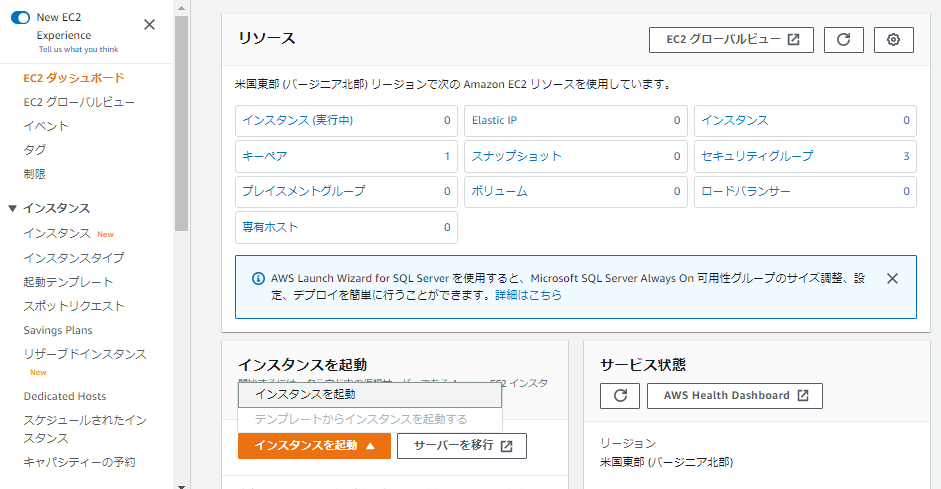 New EC2
Experience
Tell us what you think
EC2 ダッシュボード
EC2 グローバルビュー
イベント
タグ
制限
インスタンス
インスタンス New
インスタンスタイプ
起動テンプレート
スポットリクエスト
Savings Plans
リザーブドインスタンス
New
Dedicated Hosts
スケジュールされたイン
スタンス
キャパシティーの予約
リソース
EC2 グローバルビュー
米国東部 (バージニア北部) リージョンで次の Amazon EC2 リソースを使用しています。
インスタンス (実行中) 0
Elastic IP 0
インスタンス 0
キーペア 1
スナップショット 0
セキュリティグループ 3
プレイスメントグループ 0
ボリューム 0
ロードバランサー 0
専有ホスト 0
AWS Launch Wizard for SQL Server を使用すると、Microsoft SQL Server Always On 可用性グループのサイズ調整、設
定、デプロイを簡単に行うことができます。詳細はこちら
インスタンスを起動
EC2 インスタ
インスタンスを起動
テンプレートからインスタンスを起動する
インスタンスを起動
サーバーを移行
サービス状態
AWS Health Dashboard
リージョン
米国東部 (バージニア北部)